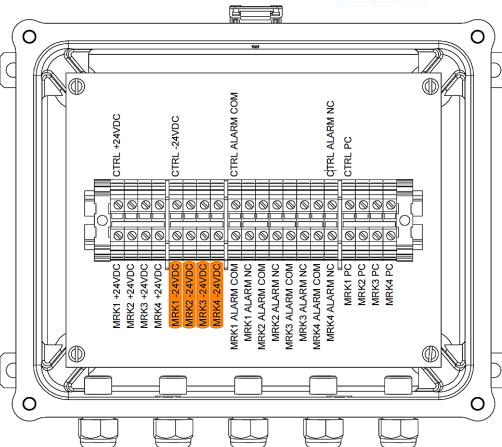 CTRL +24VDC
CTRL -24VDC
CTRL ALARM COM
CTRL ALARM NC
CTRL PC
MRK1 +24VDC
MRK2 +24VDC
MRK3 +24VDC
MRK4 +24VDC
MRK1 -24VDC
MRK2 -24VDC
MRK3 -24VDC
MRK4 -24VDC
MRK1 ALARM COM
MRK1 ALARM NC
MRK2 ALARM COM
MRK2 ALARM NC
MRK3 ALARM COM
MRK3 ALARM NC
MRK4 ALARM COM
MRK4 ALARM NC
MRK1 PC
MRK2 PC
MRK3 PC
MRK4 PC